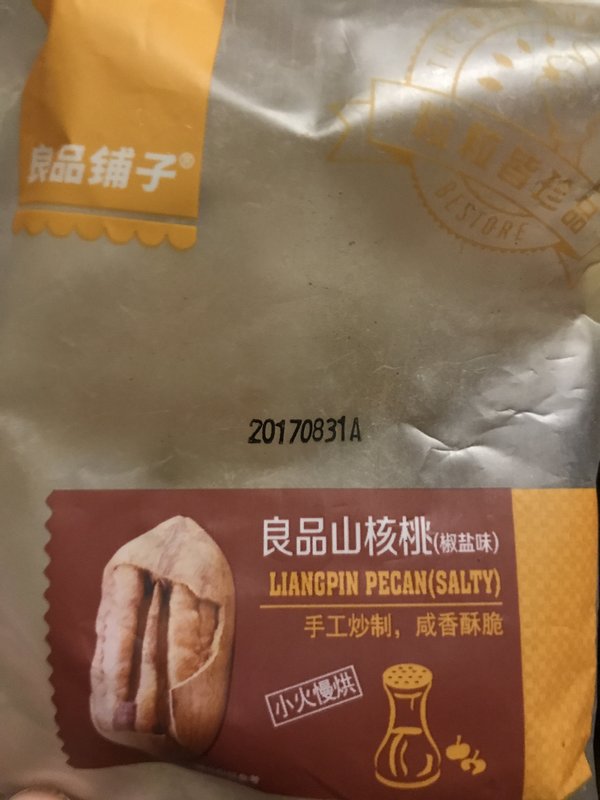 良品铺子®
BESTORE
20170831A
良品山核桃(椒盐味)
LIANGPIN PECAN(SALTY)
手工炒制，咸香酥脆
小火慢烘